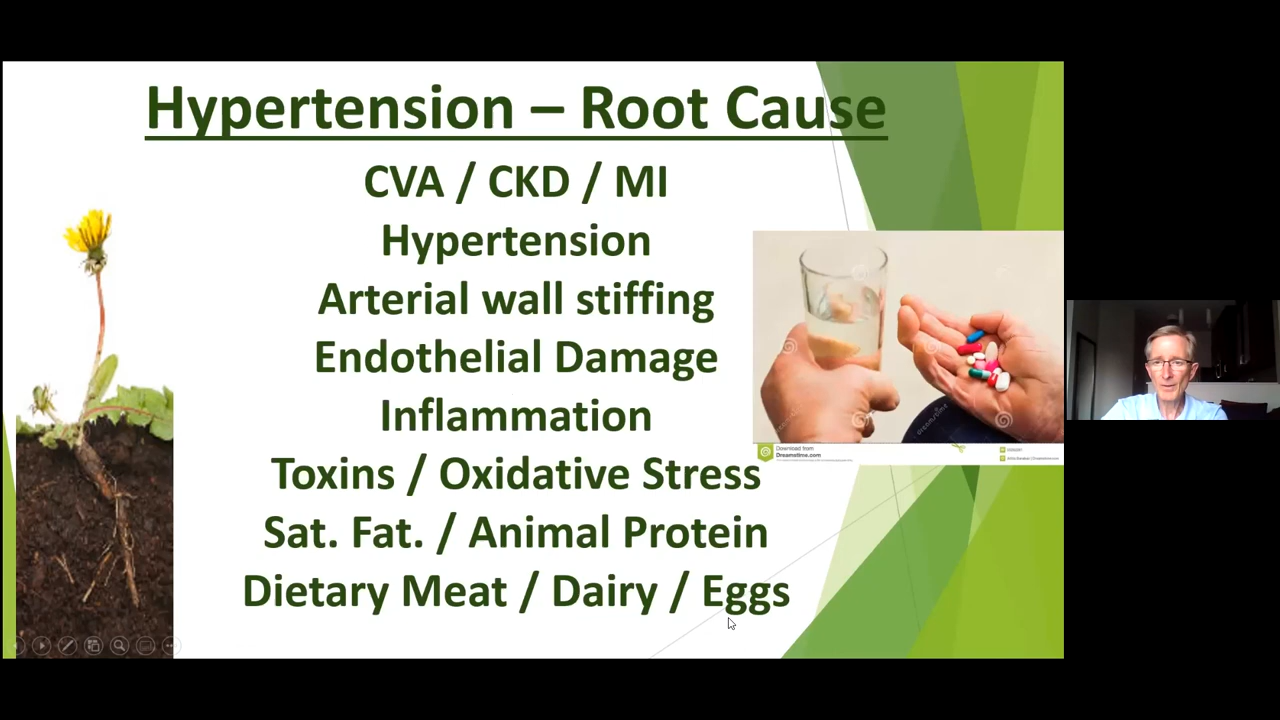 Hypertension – Root Cause
CVA / CKD / MI
Hypertension
Arterial wall stiffing
Endothelial Damage
Inflammation
Toxins / Oxidative Stress
Sat. Fat. / Animal Protein
Dietary Meat / Dairy / Eggs
dreamstime
Download from
Dreamstime.com